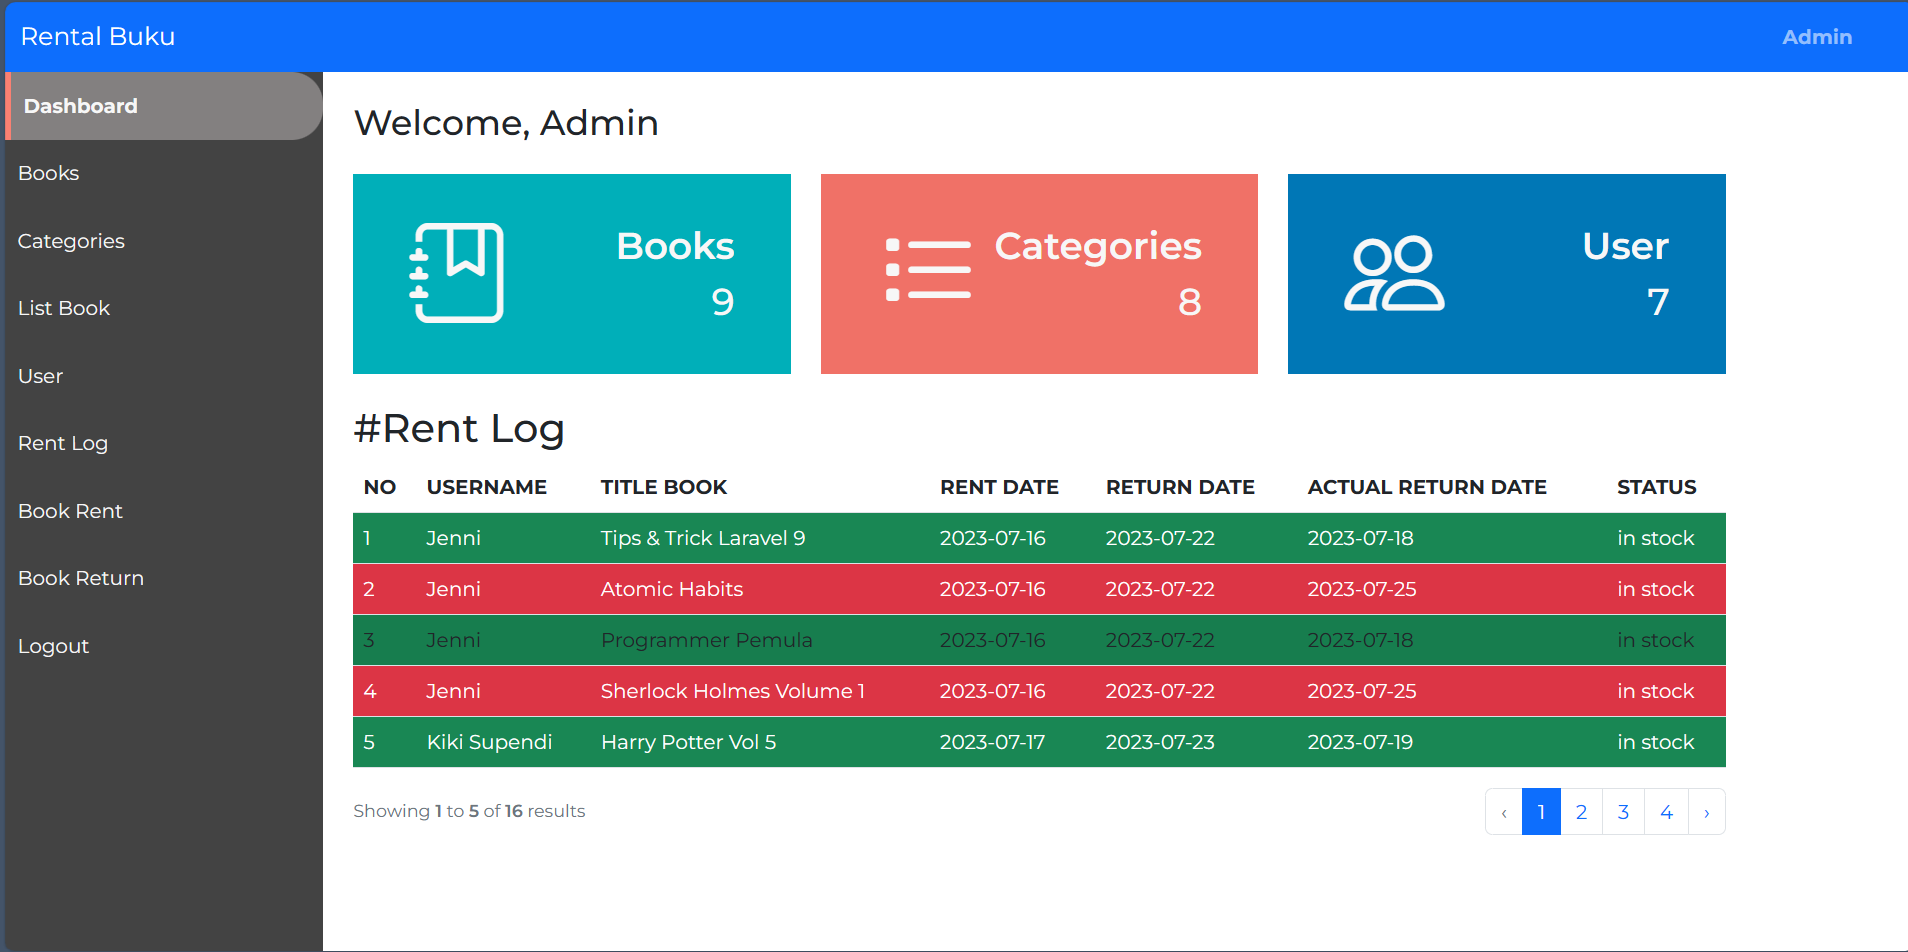 Rental Buku
Admin
Dashboard
Books
Categories
List Book
User
Rent Log
Book Rent
Book Return
Logout
Welcome, Admin
Books
9
Categories
8
User
7
#Rent Log
NO USERNAME TITLE BOOK RENT DATE RETURN DATE ACTUAL RETURN DATE STATUS
1 Jenni Tips & Trick Laravel 9 2023-07-16 2023-07-22 2023-07-18 in stock
2 Jenni Atomic Habits 2023-07-16 2023-07-22 2023-07-25 in stock
3 Jenni Programmer Pemula 2023-07-16 2023-07-22 2023-07-18 in stock
4 Jenni Sherlock Holmes Volume 1 2023-07-16 2023-07-22 2023-07-25 in stock
5 Kiki Supendi Harry Potter Vol 5 2023-07-17 2023-07-23 2023-07-19 in stock
Showing 1 to 5 of 16 results
‹ 1 2 3 4 ›